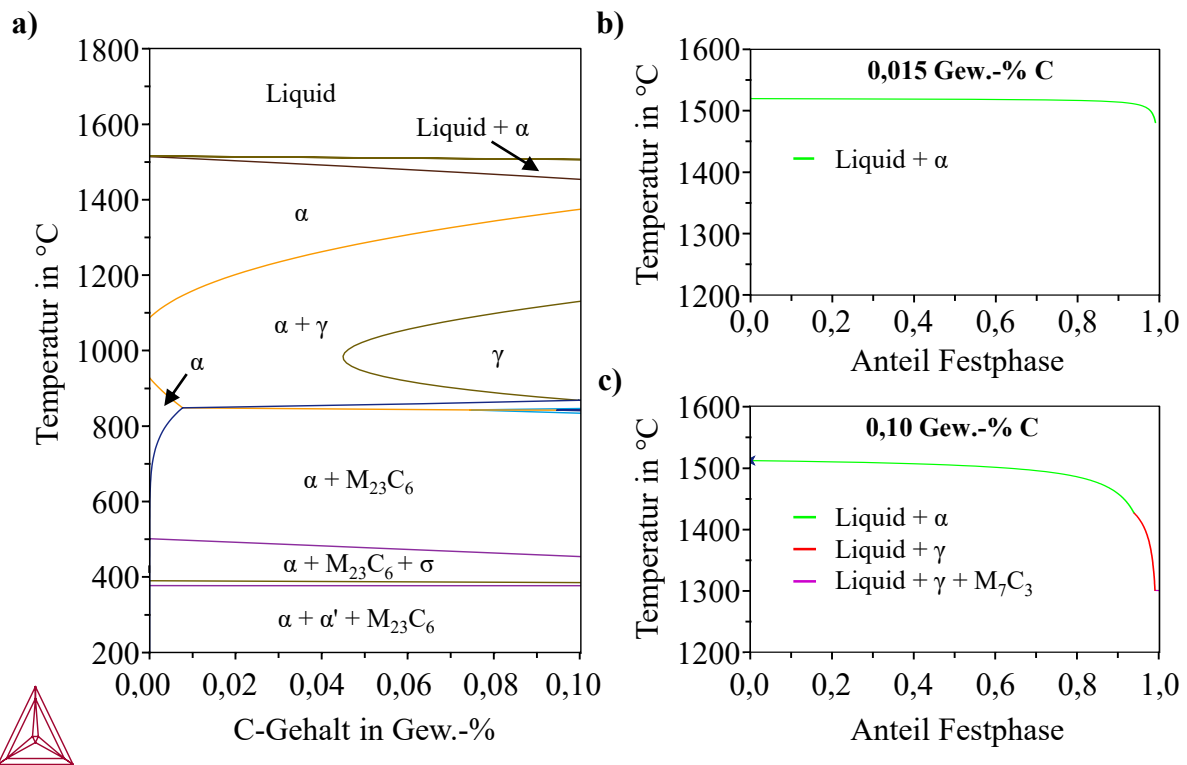 a)
Temperatur in °C
1800
1600
1400
1200
1000
800
600
400
200
0,00
0,02
0,04
0,06
0,08
0,10
C-Gehalt in Gew.-%
Liquid
Liquid + α
α
α + γ
γ
α
α + M₂₃C₆
α + M₂₃C₆ + σ
α + α' + M₂₃C₆
b)
Temperatur in °C
1600
1500
1400
1300
1200
0,015 Gew.-% C
Liquid + α
0,0
0,2
0,4
0,6
0,8
1,0
Anteil Festphase
c)
Temperatur in °C
1600
1500
1400
1300
1200
0,10 Gew.-% C
Liquid + α
Liquid + γ
Liquid + γ + M₇C₃
0,0
0,2
0,4
0,6
0,8
1,0
Anteil Festphase